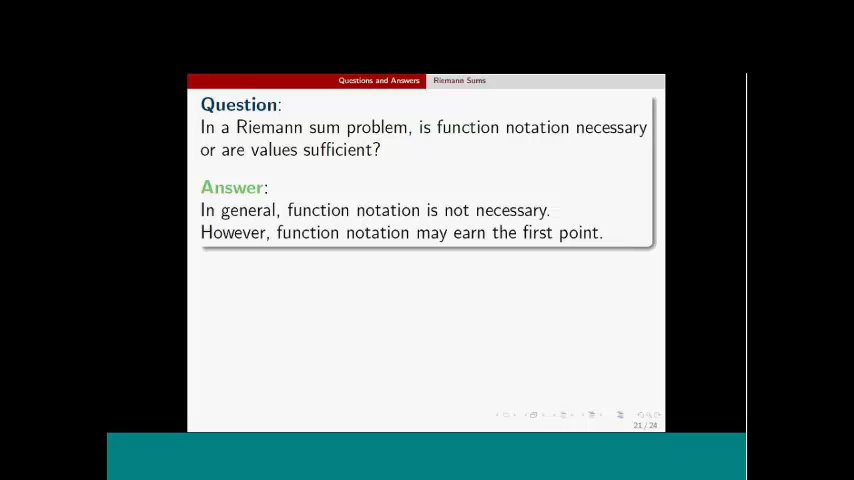 Questions and Answers Riemann Sums
Question:
In a Riemann sum problem, is function notation necessary
or are values sufficient?
Answer:
In general, function notation is not necessary.
However, function notation may earn the first point.
21 / 24